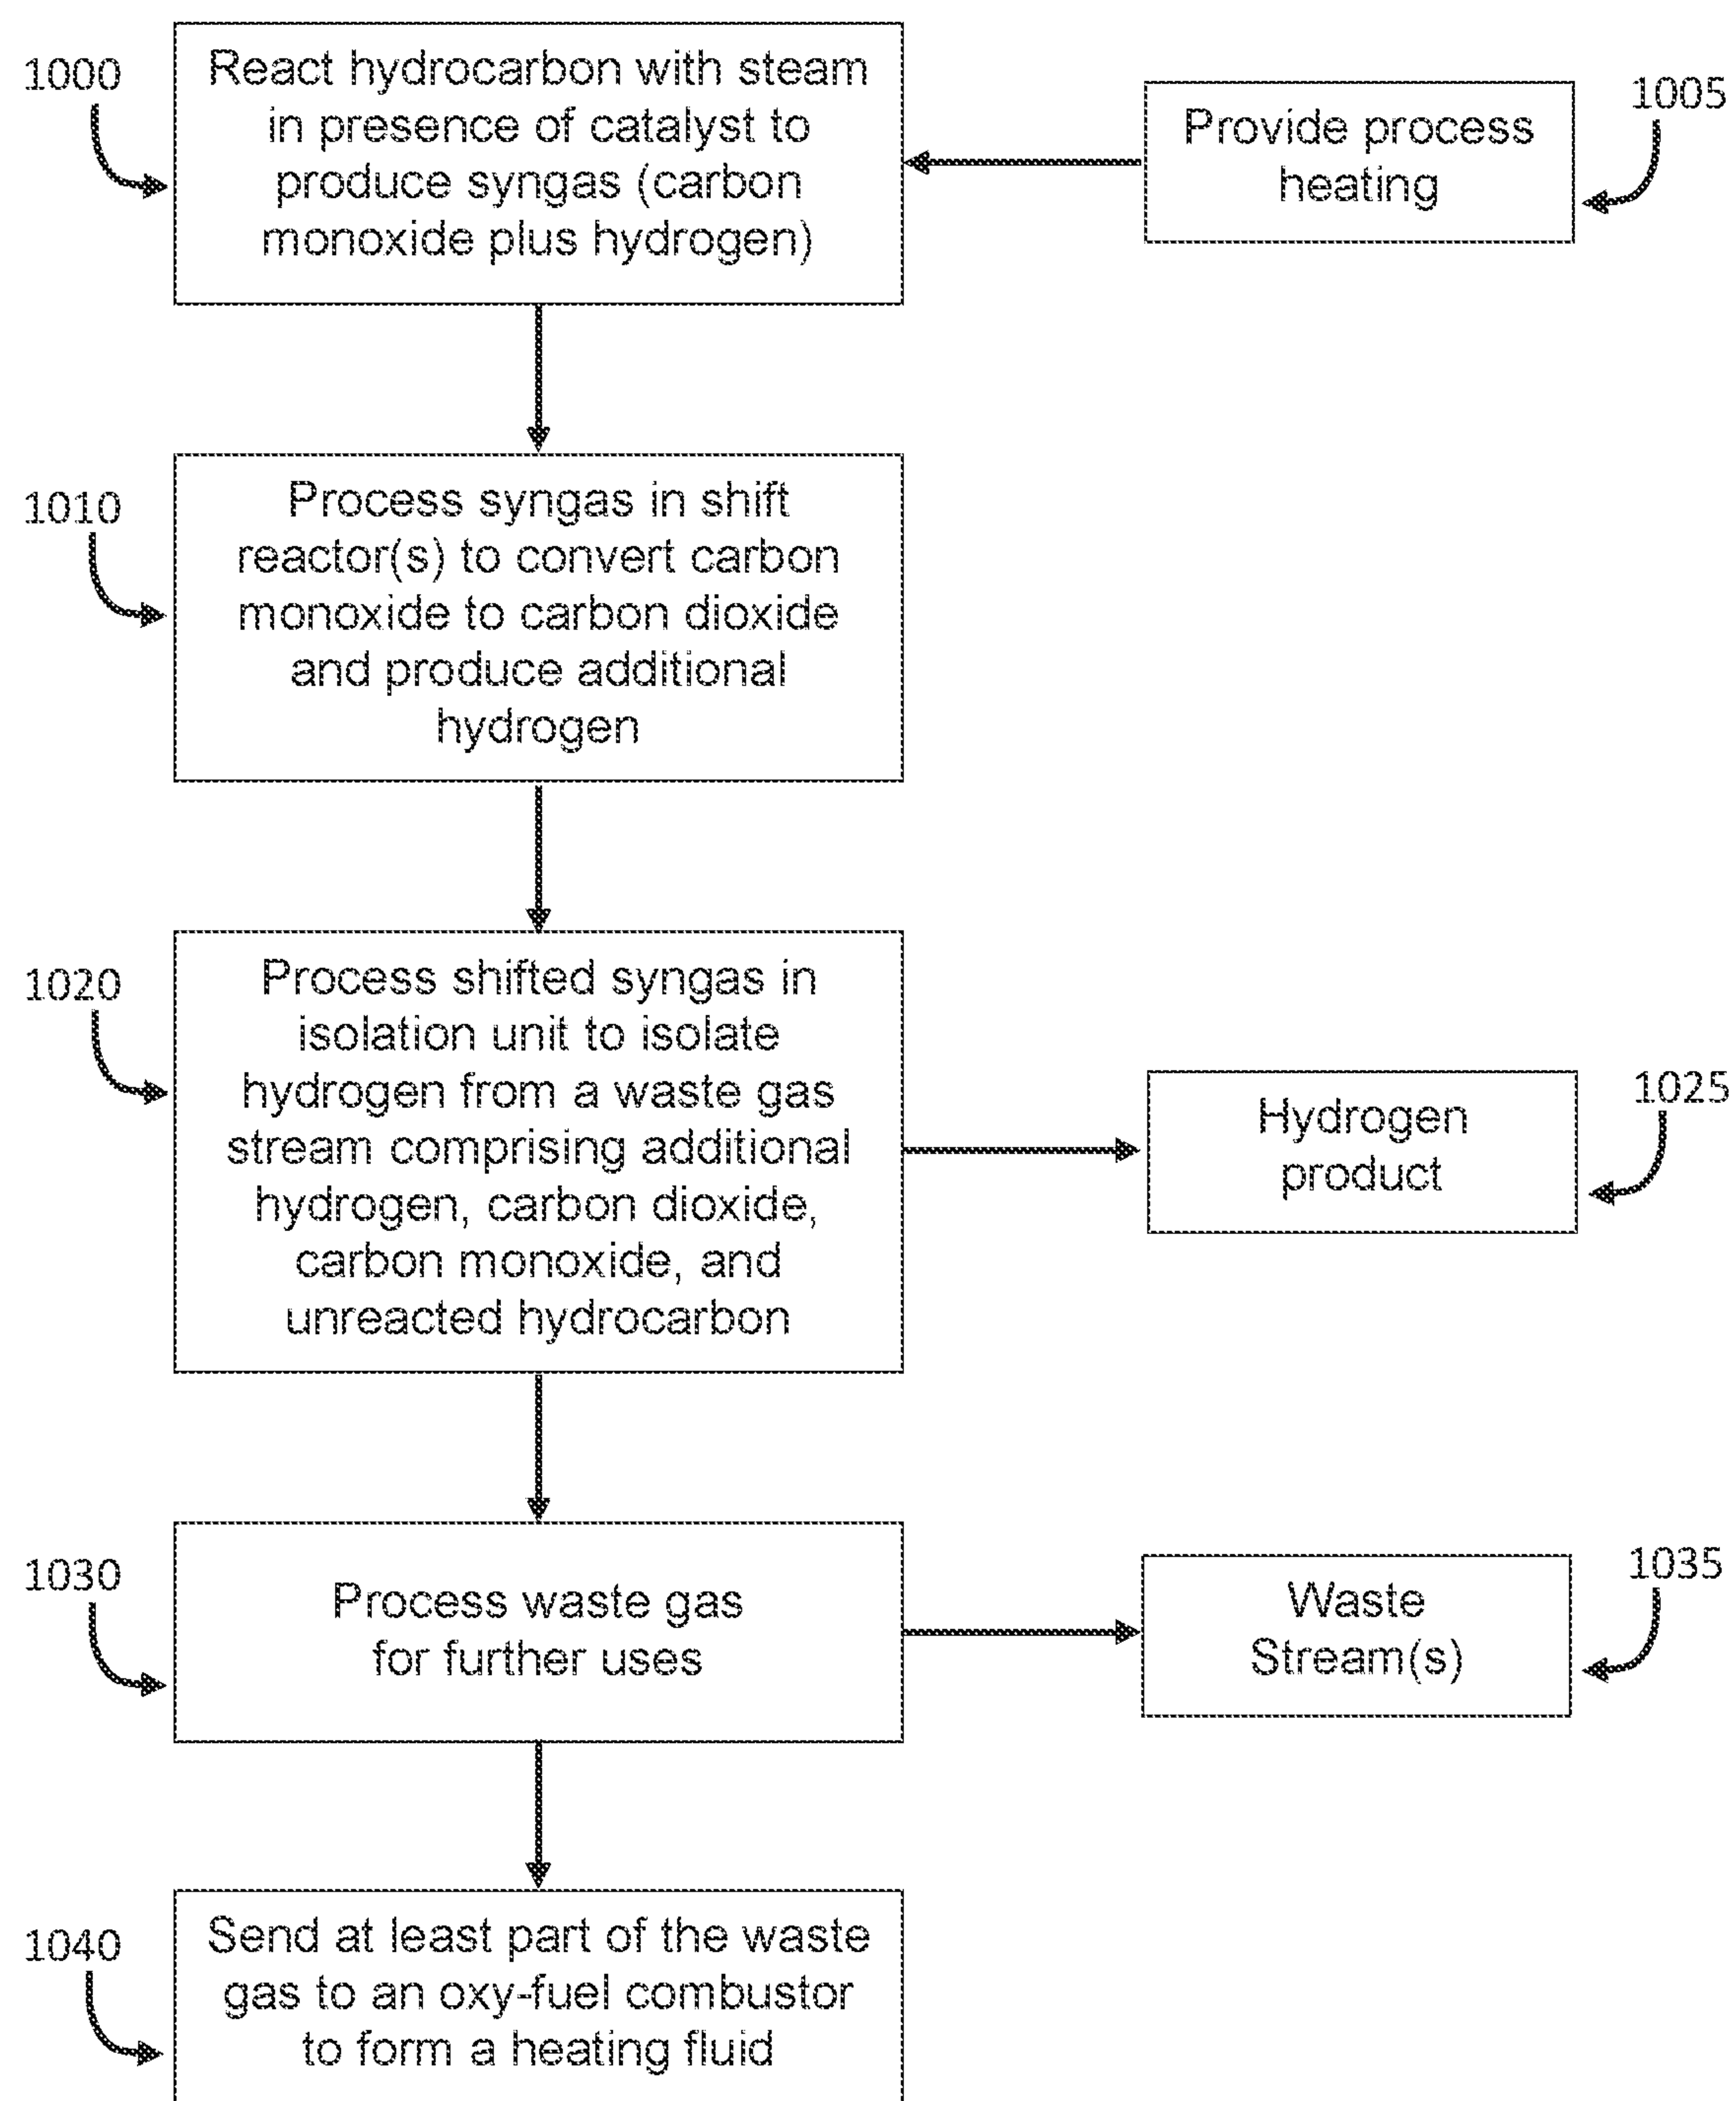 1000
React hydrocarbon with steam
in presence of catalyst to
produce syngas (carbon
monoxide plus hydrogen)
Provide process
heating
1005
1010
Process syngas in shift
reactor(s) to convert carbon
monoxide to carbon dioxide
and produce additional
hydrogen
1020
Process shifted syngas in
isolation unit to isolate
hydrogen from a waste gas
stream comprising additional
hydrogen, carbon dioxide,
carbon monoxide, and
unreacted hydrocarbon
Hydrogen
product
1025
1030
Process waste gas
for further uses
Waste
Stream(s)
1035
1040
Send at least part of the waste
gas to an oxy-fuel combustor
to form a heating fluid